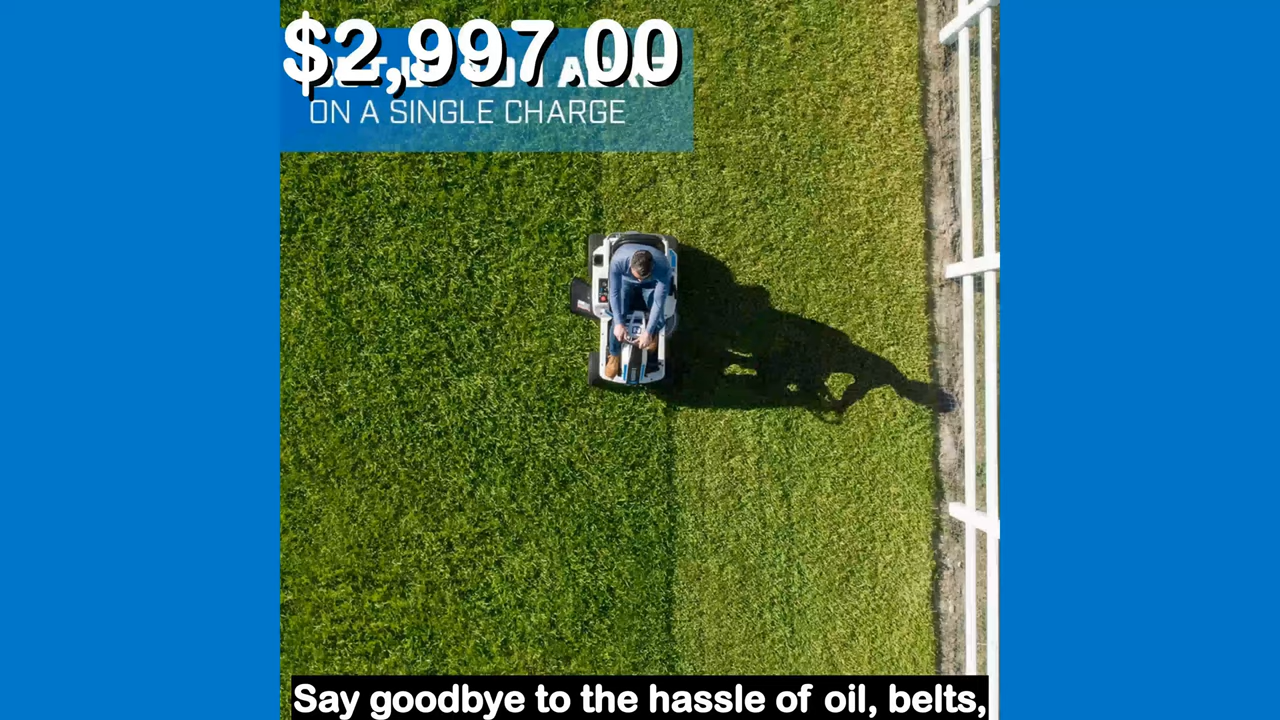 $2,997.00
ON A SINGLE CHARGE
Say goodbye to the hassle of oil, belts,